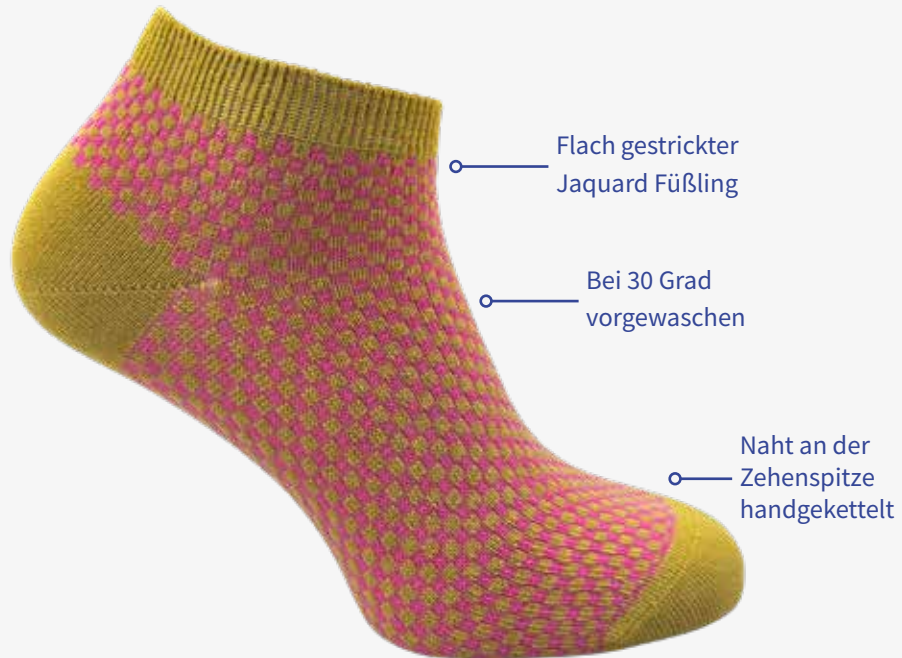 Flach gestrickter
Jaquard Füßling
Bei 30 Grad
vorgewaschen
Naht an der
Zehenspitze
handgekettelt